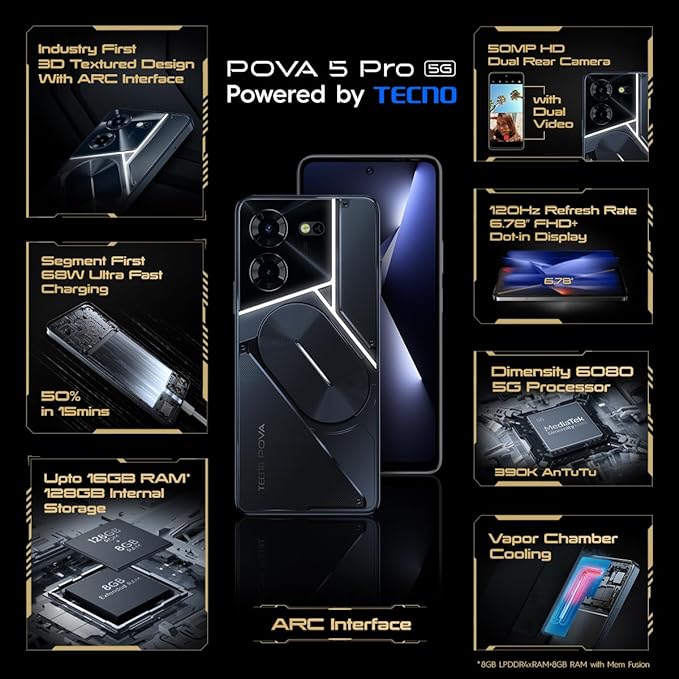 Industry First
3D Textured Design
With ARC Interface
POVA 5 Pro 5G
Powered by TECNO
50MP HD
Dual Rear Camera
with
Dual
Video
Segment First
68W Ultra Fast
Charging
50%
in 15mins
120Hz Refresh Rate
6.78" FHD+
Dot-in Display
6.78"
TECNO POVA
Dimensity 6080
5G Processor
5G
MediaTek
Dimensity
390K AnTuTu
Upto 16GB RAM*
128GB Internal
Storage
128GB
ROM
+
8GB
RAM
8GB
Extended RAM
Vapor Chamber
Cooling
ARC Interface
*8GB LPDDR4xRAM+8GB RAM with Mem Fusion